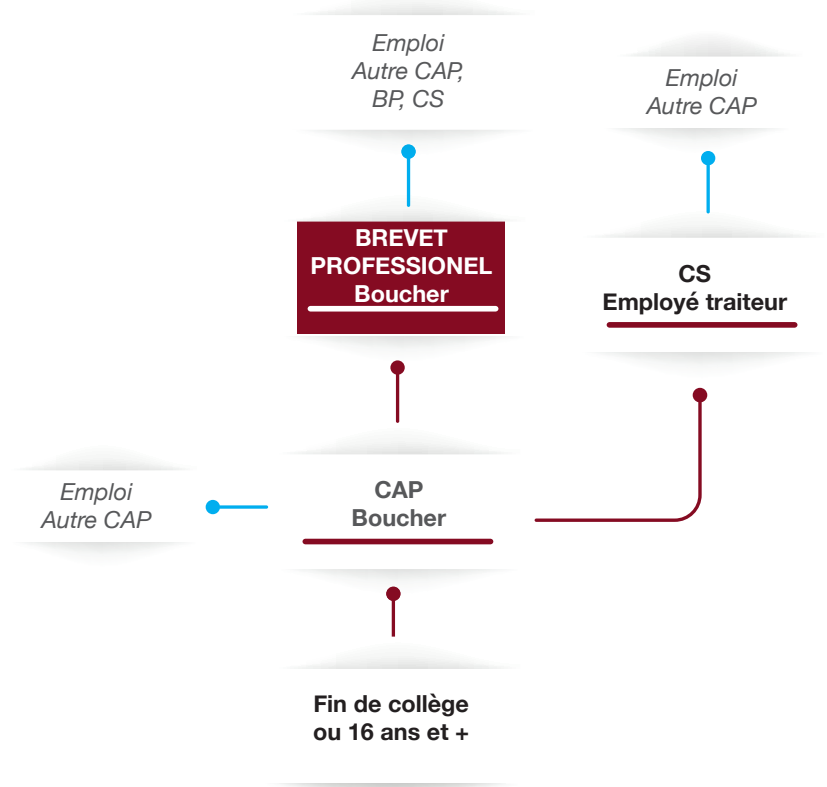 Emploi
Autre CAP,
BP, CS
Emploi
Autre CAP
BREVET
PROFESSIONEL
Boucher
CS
Employé traiteur
Emploi
Autre CAP
CAP
Boucher
Fin de collège
ou 16 ans et +